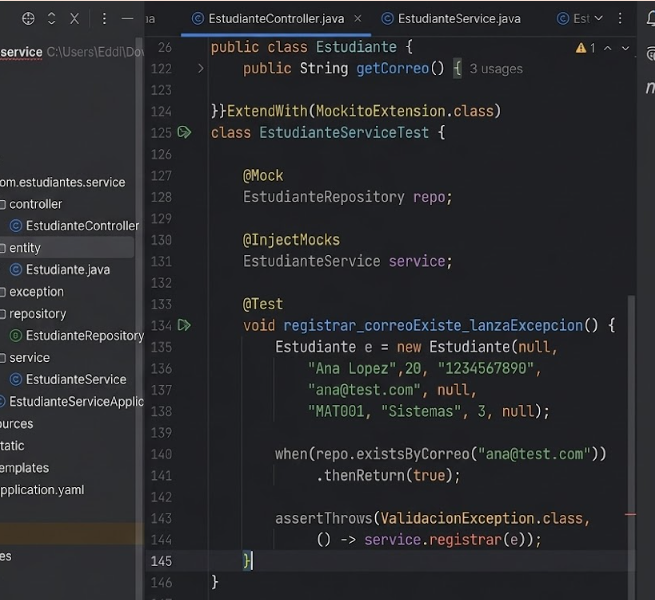 EstudianteController.java
EstudianteService.java
Est
service C:\Users\Eddi\Do
om.estudiantes.service
controller
EstudianteController
entity
Estudiante.java
exception
repository
EstudianteRepository
service
EstudianteService
EstudianteServiceApplic
ources
tatic
emplates
pplication.yaml
es
1
26 public class Estudiante {
122 public String getCorreo() { 3 usages
123
124 }}ExtendWith(MockitoExtension.class)
125 class EstudianteServiceTest {
126
127 @Mock
128 EstudianteRepository repo;
129
130 @InjectMocks
131 EstudianteService service;
132
133 @Test
134 void registrar_correoExiste_lanzaExcepcion() {
135 Estudiante e = new Estudiante(null,
136 "Ana Lopez",20, "1234567890",
137 "ana@test.com", null,
138 "MAT001, "Sistemas", 3, null);
139
140 when(repo.existsByCorreo("ana@test.com"))
141 .thenReturn(true);
142
143 assertThrows(ValidacionException.class,
144 () -> service.registrar(e));
145 }
146 }